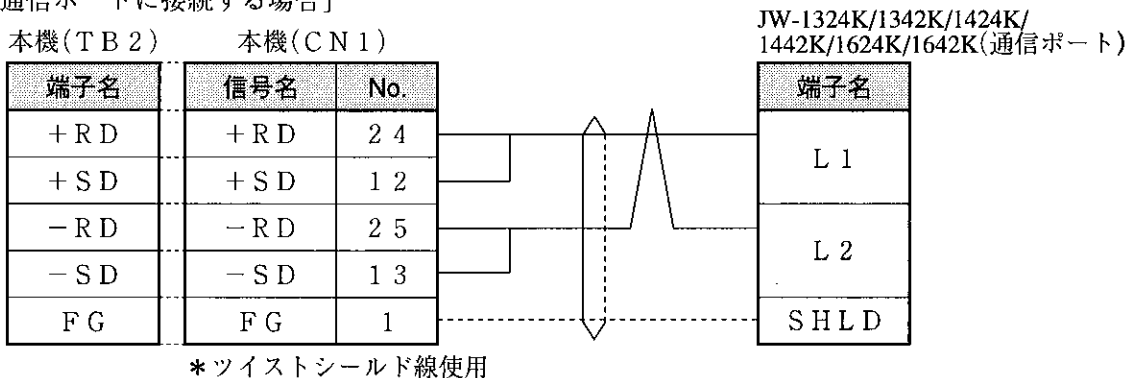 通信ポートに接続する場合]
JW-1324K/1342K/1424K/
本機(TB2) 本機(CN1) 1442K/1624K/1642K(通信ポート)
端子名 信号名 No. 端子名
+RD +RD 24
L1
+SD +SD 12
-RD -RD 25
L2
-SD -SD 13
FG FG 1 SHLD
*ツイストシールド線使用